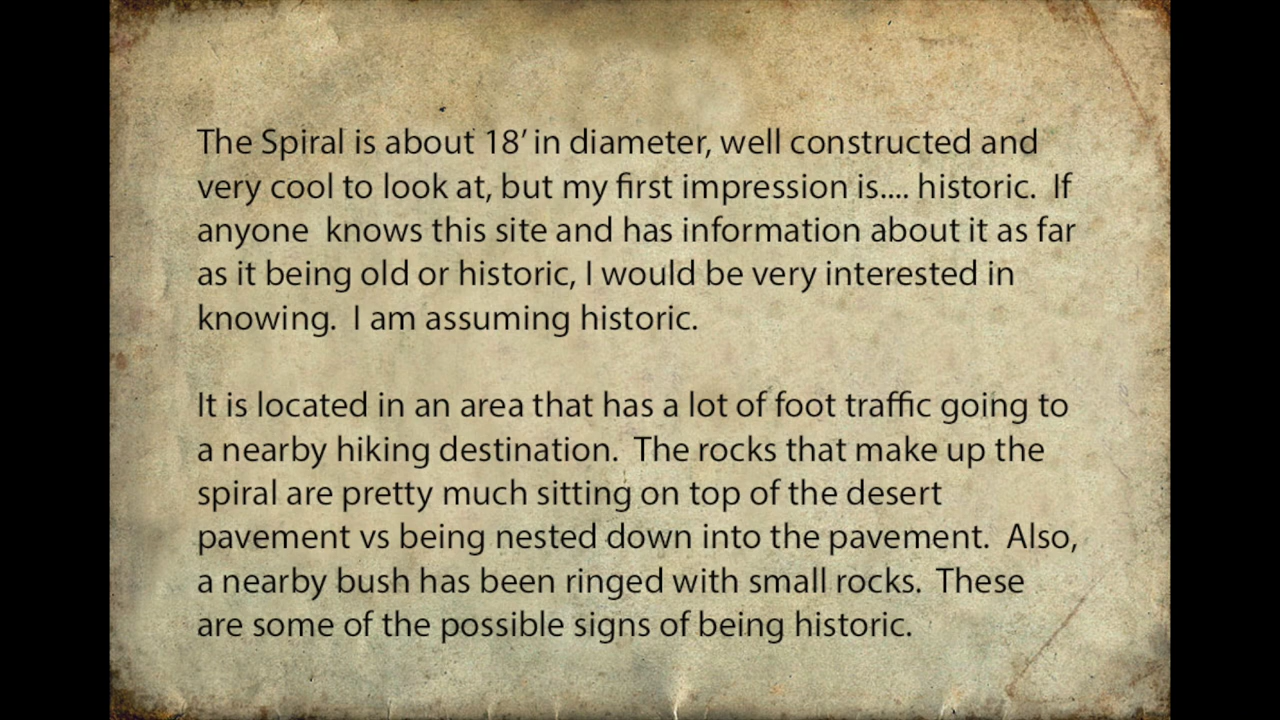 The Spiral is about 18’ in diameter, well constructed and
very cool to look at, but my first impression is.... historic.  If
anyone  knows this site and has information about it as far
as it being old or historic, I would be very interested in
knowing.  I am assuming historic.
It is located in an area that has a lot of foot traffic going to
a nearby hiking destination.  The rocks that make up the
spiral are pretty much sitting on top of the desert
pavement vs being nested down into the pavement.  Also,
a nearby bush has been ringed with small rocks.  These
are some of the possible signs of being historic.